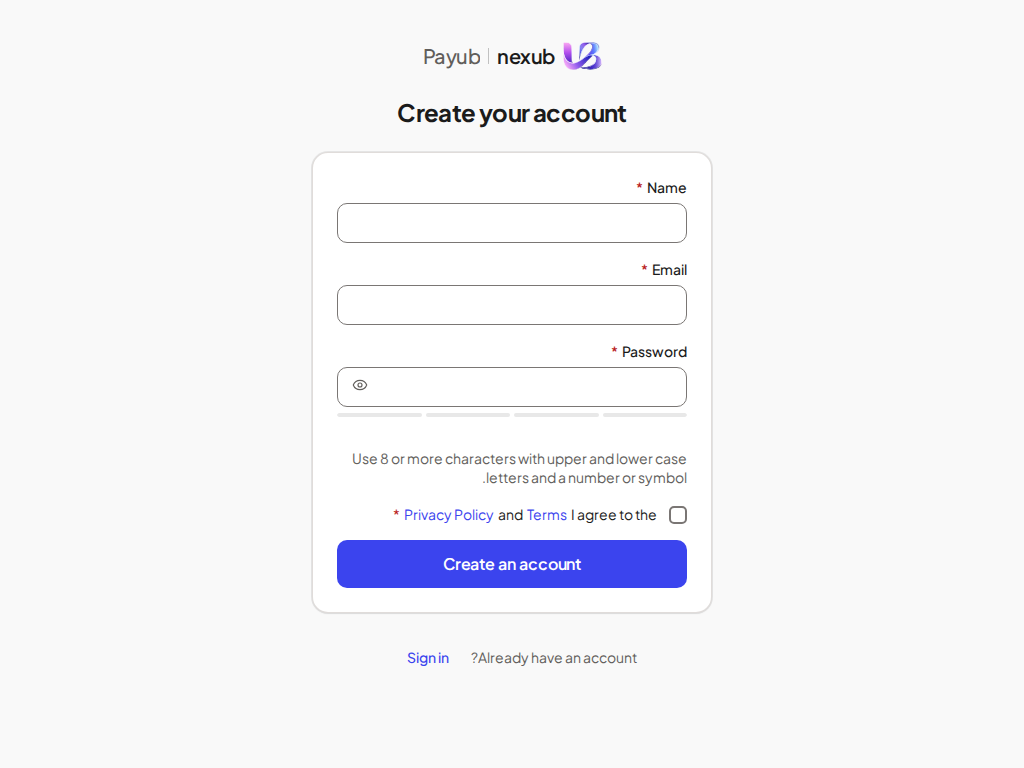 nexub | Payub
Create your account
Name *
Email *
Password *
Use 8 or more characters with upper and lower case
letters and a number or symbol.
I agree to the Terms and Privacy Policy *
Create an account
Already have an account? Sign in